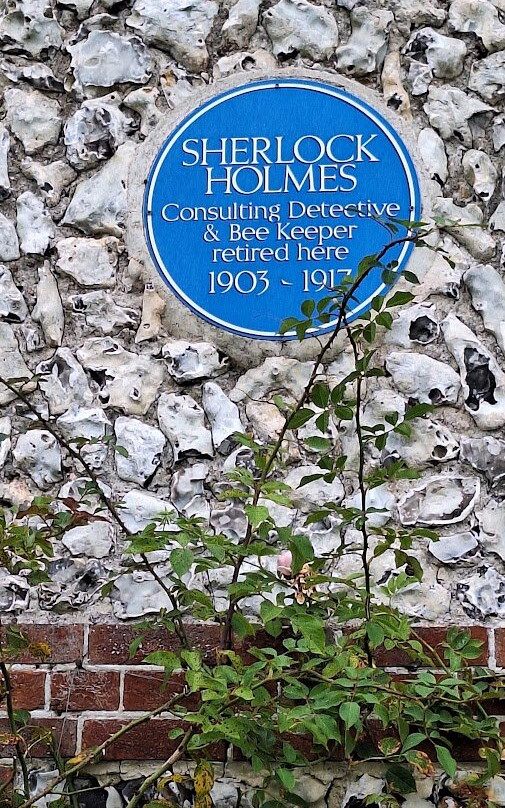 SHERLOCK
HOLMES
Consulting Detective
& Bee Keeper
retired here
1903 - 1917